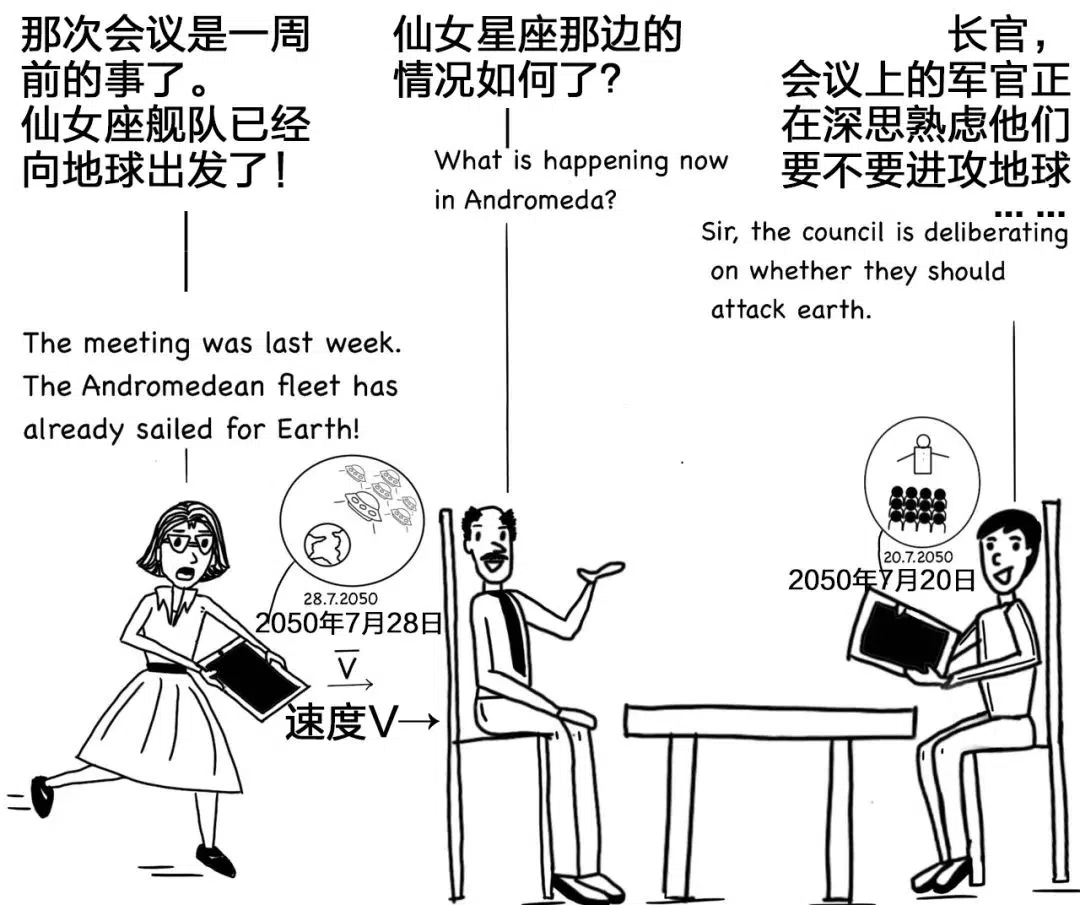 那次会议是一周
前的事了。
仙女座舰队已经
向地球出发了！
The meeting was last week.
The Andromedean fleet has
already sailed for Earth!
仙女星座那边的
情况如何了？
What is happening now
in Andromeda?
长官，
会议上的军官正
在深思熟虑他们
要不要进攻地球
... ...
Sir, the council is deliberating
on whether they should
attack earth.
28.7.2050
2050年7月28日
V
速度V→
20.7.2050
2050年7月20日